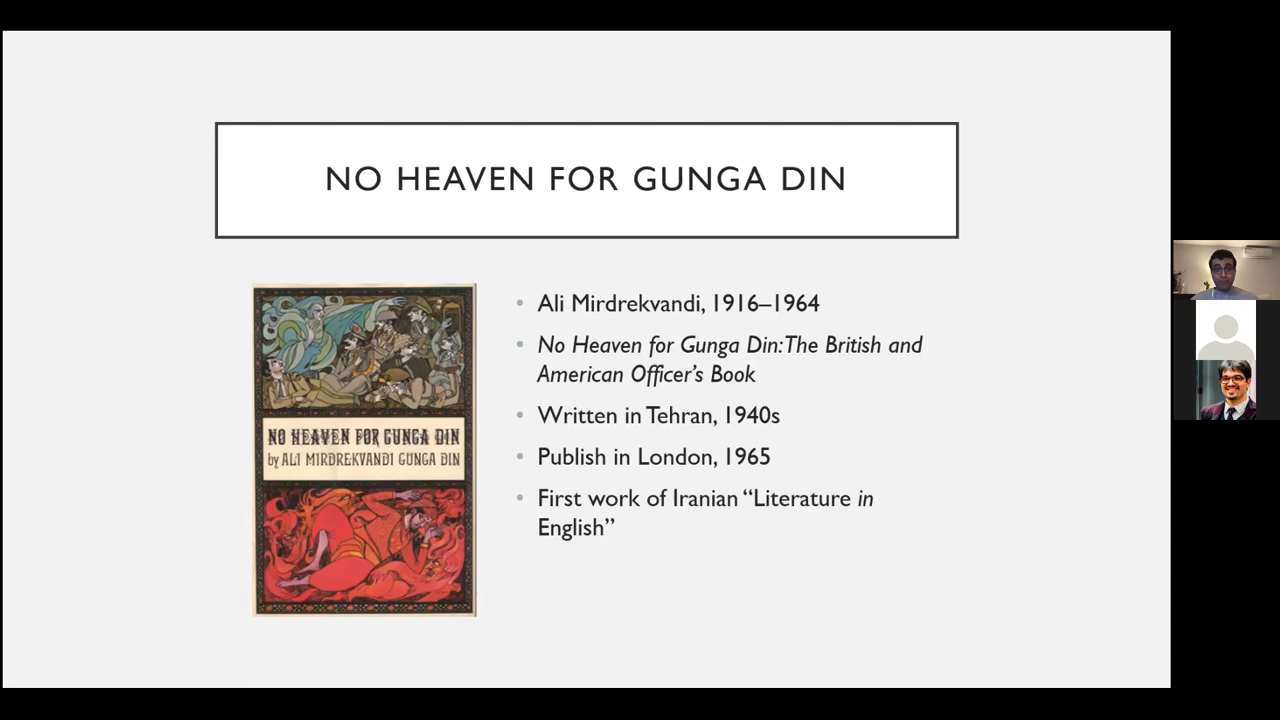 NO HEAVEN FOR GUNGA DIN
NO HEAVEN FOR GUNGA DIN
by ALI MIRDREKVANDI GUNGA DIN
• Ali Mirdrekvandi, 1916–1964
• No Heaven for Gunga Din:The British and
American Officer’s Book
• Written in Tehran, 1940s
• Publish in London, 1965
• First work of Iranian “Literature in
English”